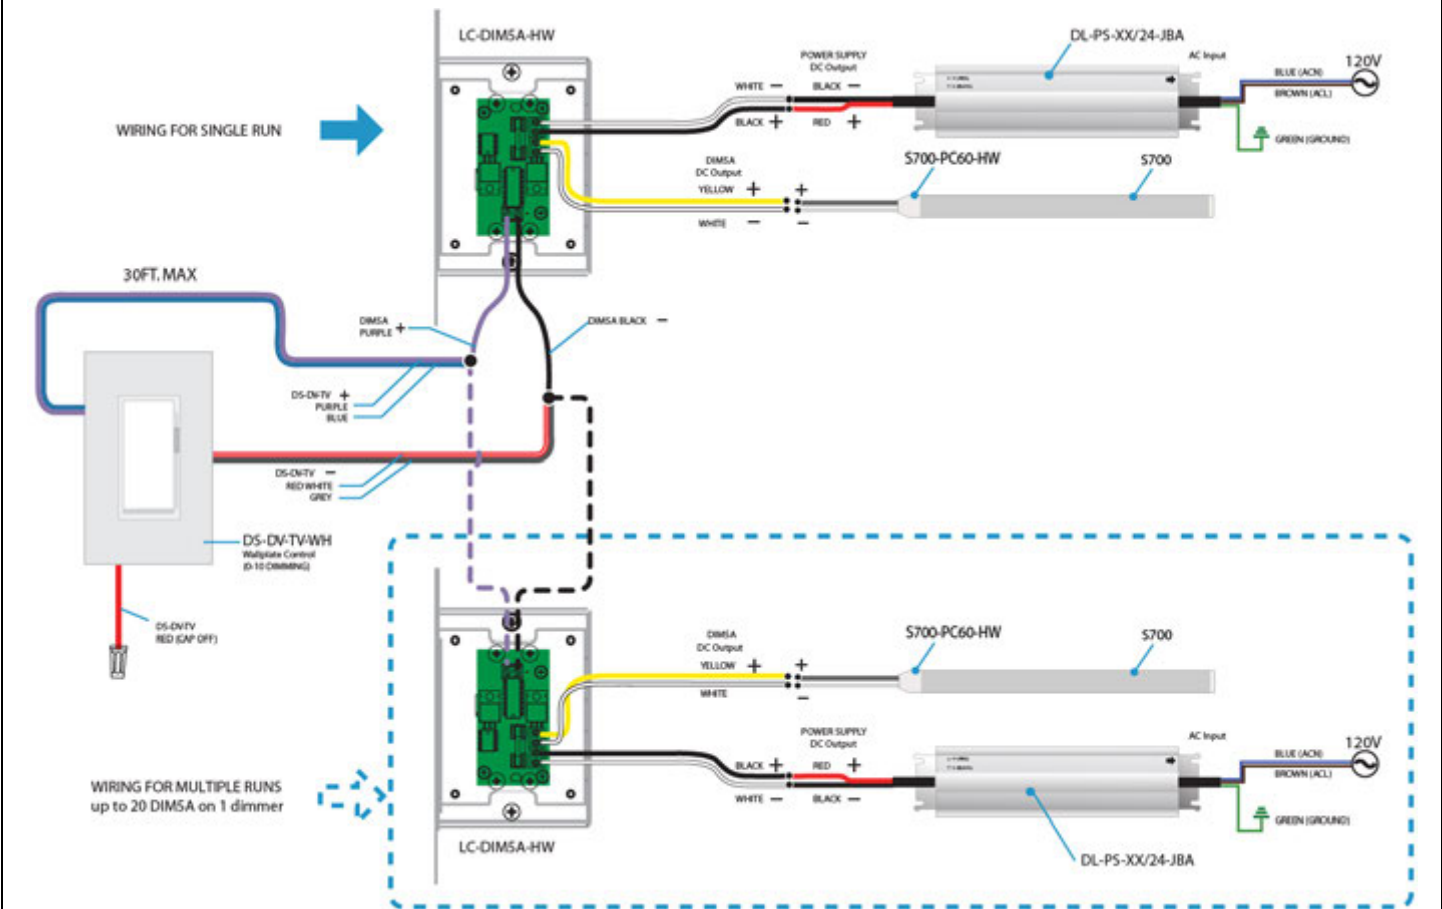 LC-DIM5A-HW
DL-PS-XX/24-JBA
POWER SUPPLY
DC Output
AC Input
120V
WHITE −
BLACK −
BLUE (ACN)
BROWN (ACL)
WIRING FOR SINGLE RUN
BLACK +
RED +
GREEN (GROUND)
DIM5A
DC Output
S700-PC60-HW
S700
YELLOW + +
WHITE − −
30FT. MAX
DIM5A
PURPLE +
DIM5A BLACK −
DS-DV-TV +
PURPLE
BLUE
DS-DV-TV −
RED WHITE
GREY
DS-DV-TV-WH
Wallplate Control
(0-10 DIMMING)
DS-DV-TV
RED (CAP OFF)
DIM5A
DC Output
S700-PC60-HW
S700
YELLOW + +
WHITE −
POWER SUPPLY
DC Output
AC Input
120V
BLACK +
RED +
BLUE (ACN)
BROWN (ACL)
WIRING FOR MULTIPLE RUNS
up to 20 DIM5A on 1 dimmer
WHITE −
BLACK −
GREEN (GROUND)
LC-DIM5A-HW
DL-PS-XX/24-JBA